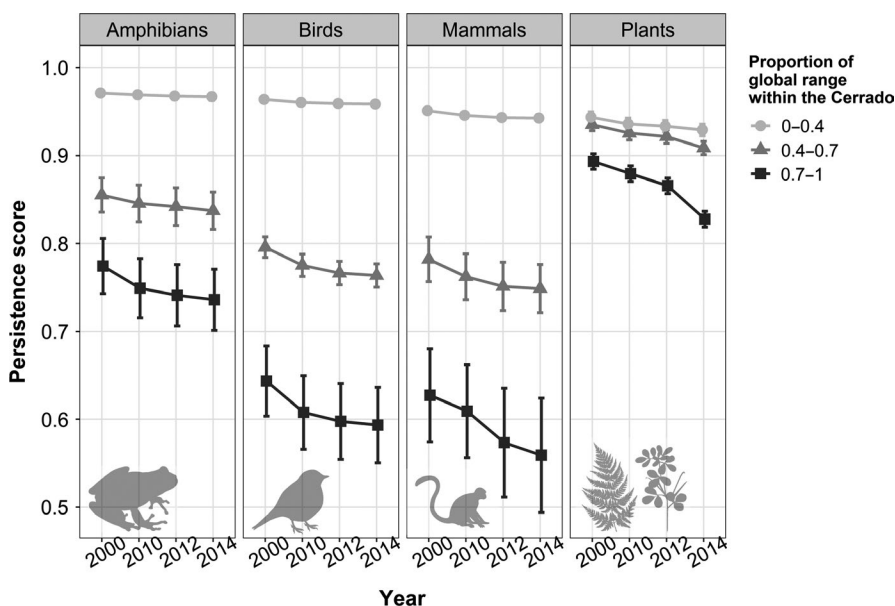 Amphibians Birds Mammals Plants
Proportion of
global range
within the Cerrado
0–0.4
0.4–0.7
0.7–1
1.0
0.9
0.8
0.7
0.6
0.5
Persistence score
2000 2010 2012 2014 2000 2010 2012 2014 2000 2010 2012 2014 2000 2010 2012 2014
Year